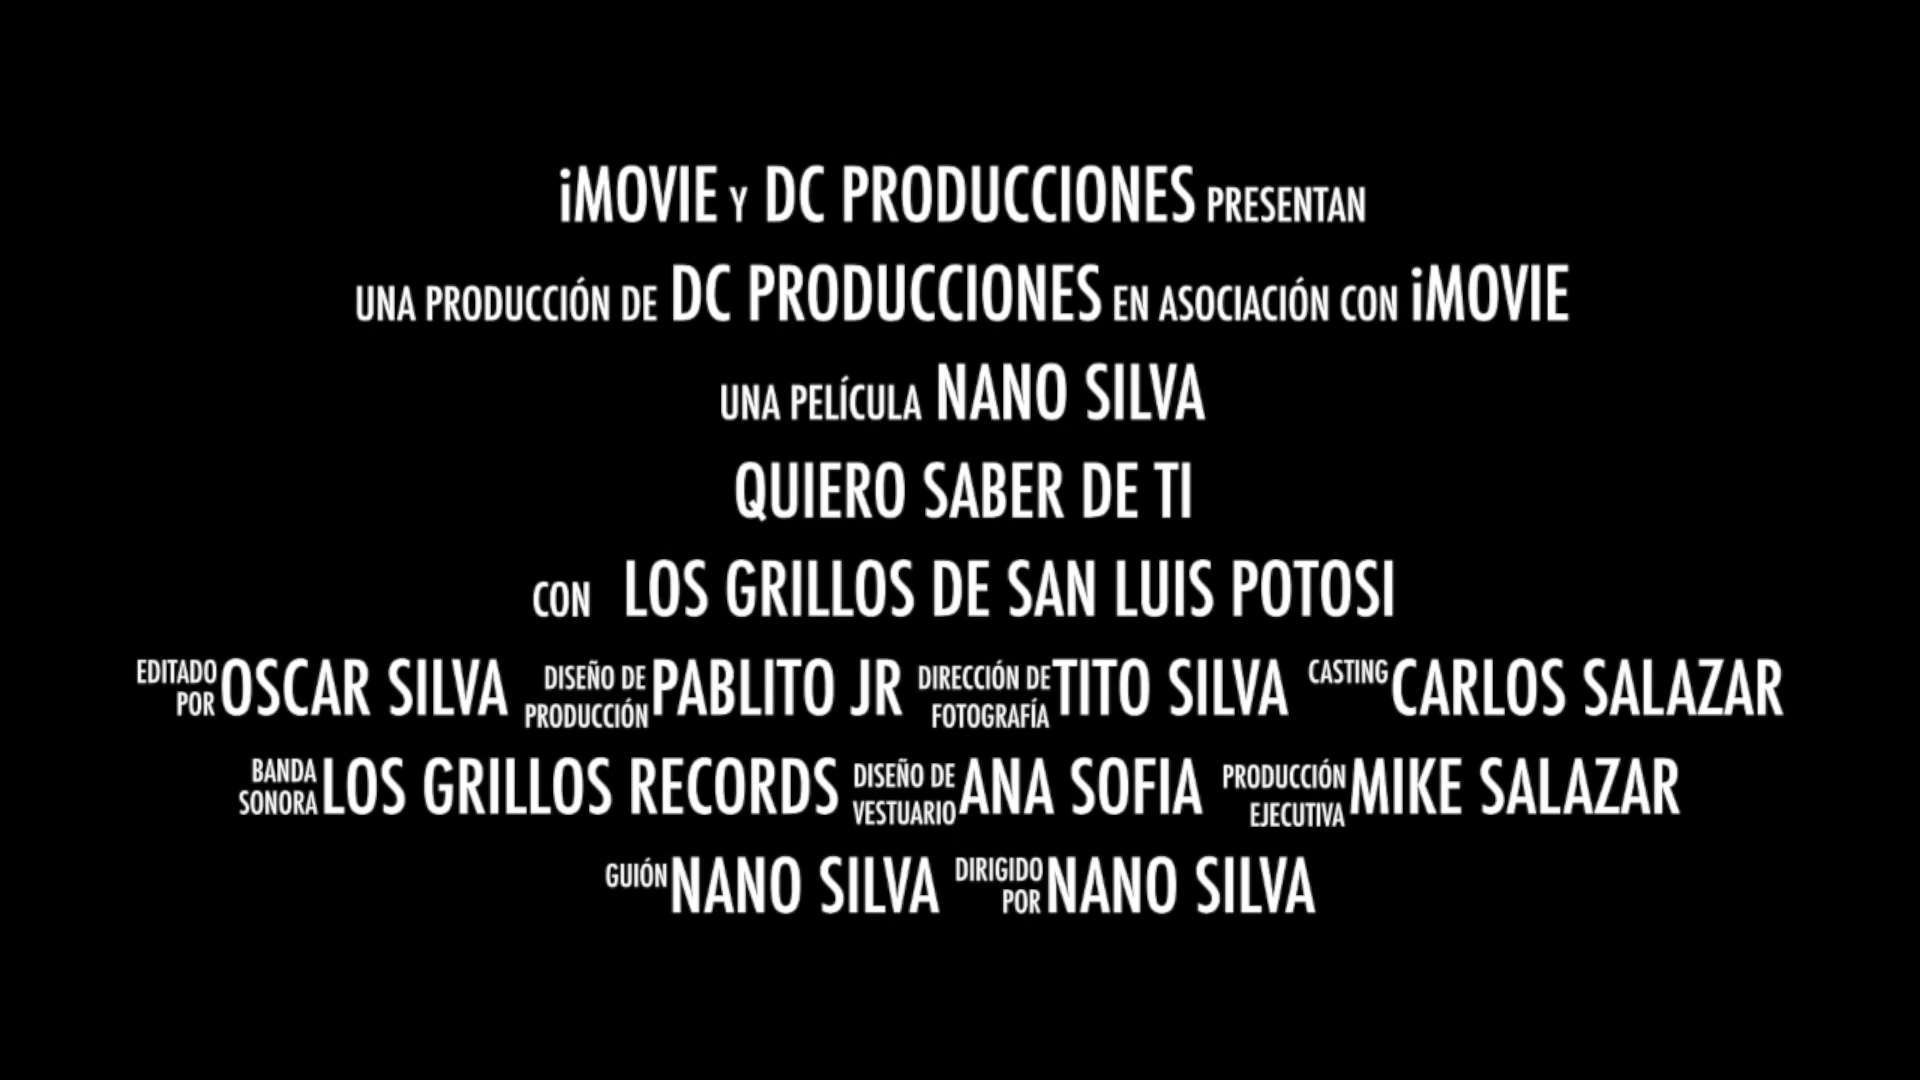 iMOVIE Y DC PRODUCCIONES PRESENTAN
UNA PRODUCCIÓN DE DC PRODUCCIONES EN ASOCIACIÓN CON iMOVIE
UNA PELÍCULA NANO SILVA
QUIERO SABER DE TI
CON LOS GRILLOS DE SAN LUIS POTOSI
EDITADO POR OSCAR SILVA DISEÑO DE PRODUCCIÓN PABLITO JR DIRECCIÓN DE FOTOGRAFÍA TITO SILVA CASTING CARLOS SALAZAR
BANDA SONORA LOS GRILLOS RECORDS DISEÑO DE VESTUARIO ANA SOFIA PRODUCCIÓN EJECUTIVA MIKE SALAZAR
GUIÓN NANO SILVA DIRIGIDO POR NANO SILVA